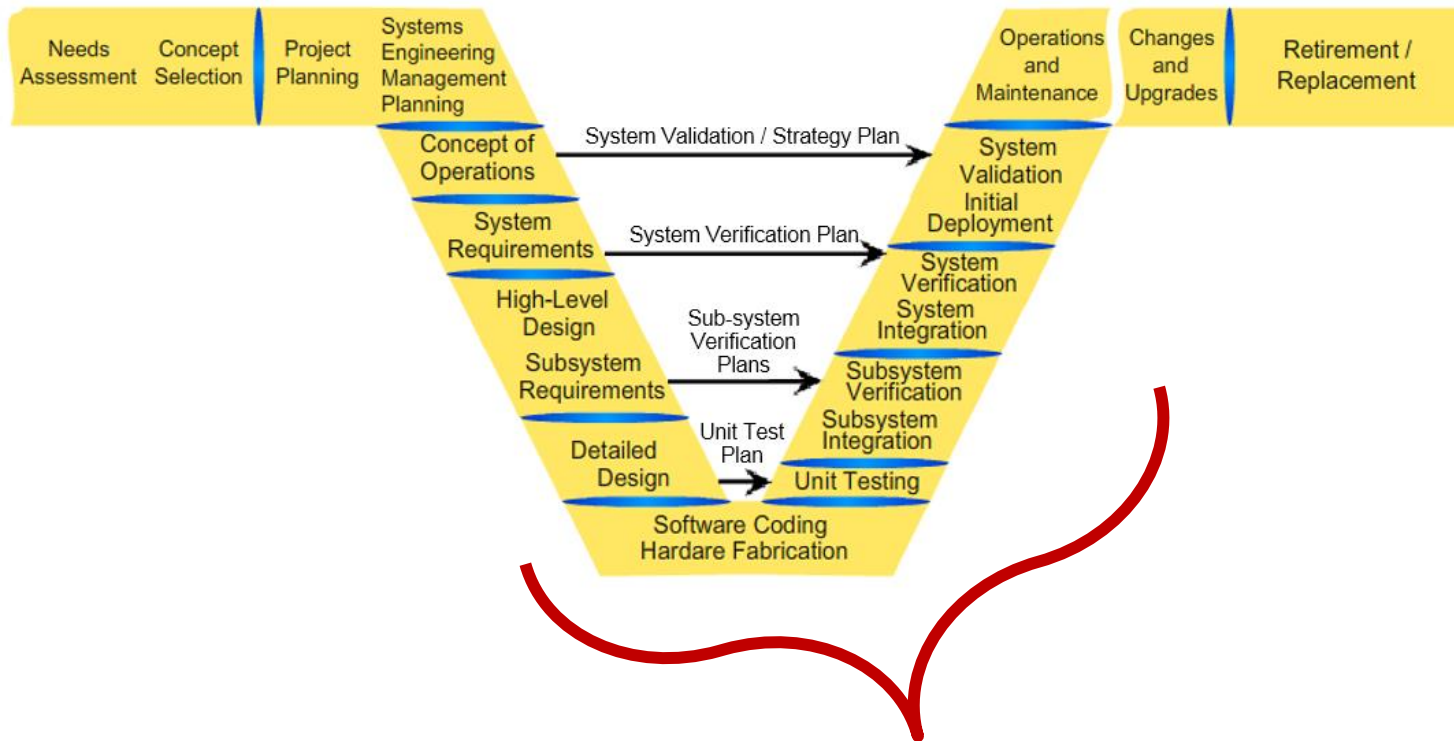 Needs
Assessment
Concept
Selection
Project
Planning
Systems
Engineering
Management
Planning
Concept of
Operations
System
Requirements
High-Level
Design
Subsystem
Requirements
Detailed
Design
Software Coding
Hardare Fabrication
System Validation / Strategy Plan
System Verification Plan
Sub-system
Verification
Plans
Unit Test
Plan
Unit Testing
Subsystem
Verification
Subsystem
Integration
System
Verification
System
Integration
System
Validation
Initial
Deployment
Operations
and
Maintenance
Changes
and
Upgrades
Retirement /
Replacement